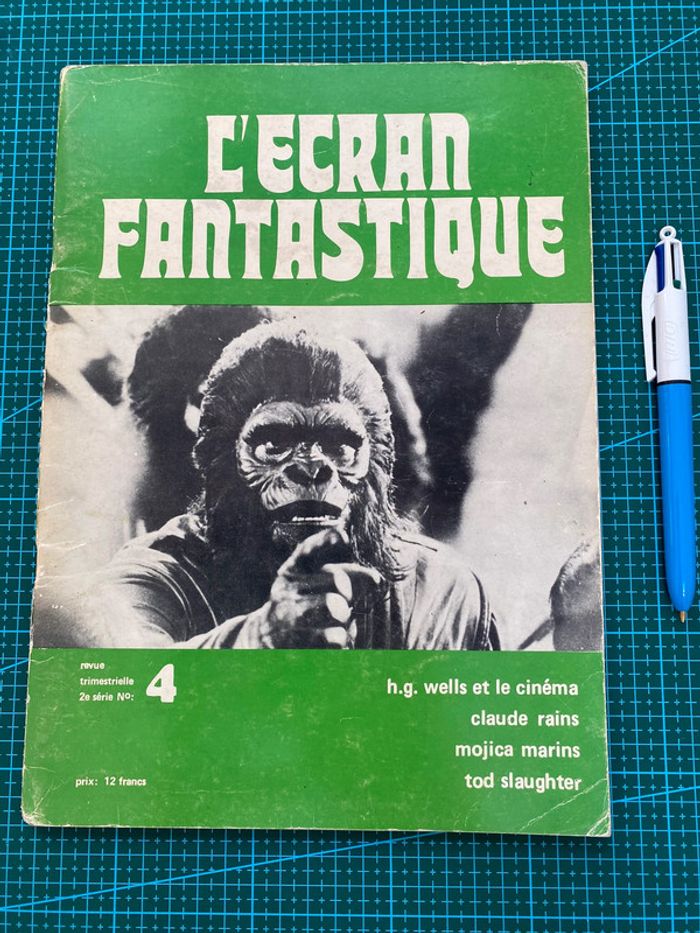 L'ECRAN
FANTASTIQUE
revue
trimestrielle
2e série No: 4
prix: 12 francs
h.g. wells et le cinéma
claude rains
mojica marins
tod slaughter